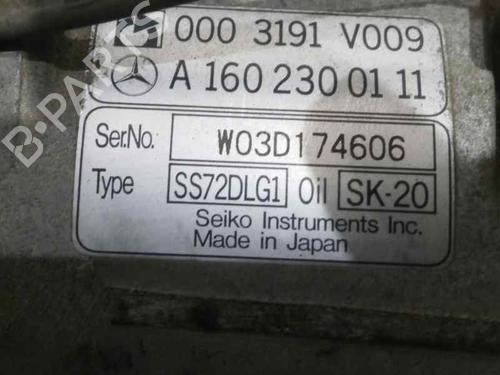 000 3191 V009
A 160 230 01 11
Ser.No. W03D174606
Type SS72DLG1 Oil SK-20
Seiko Instruments Inc.
Made in Japan
B-PARTS